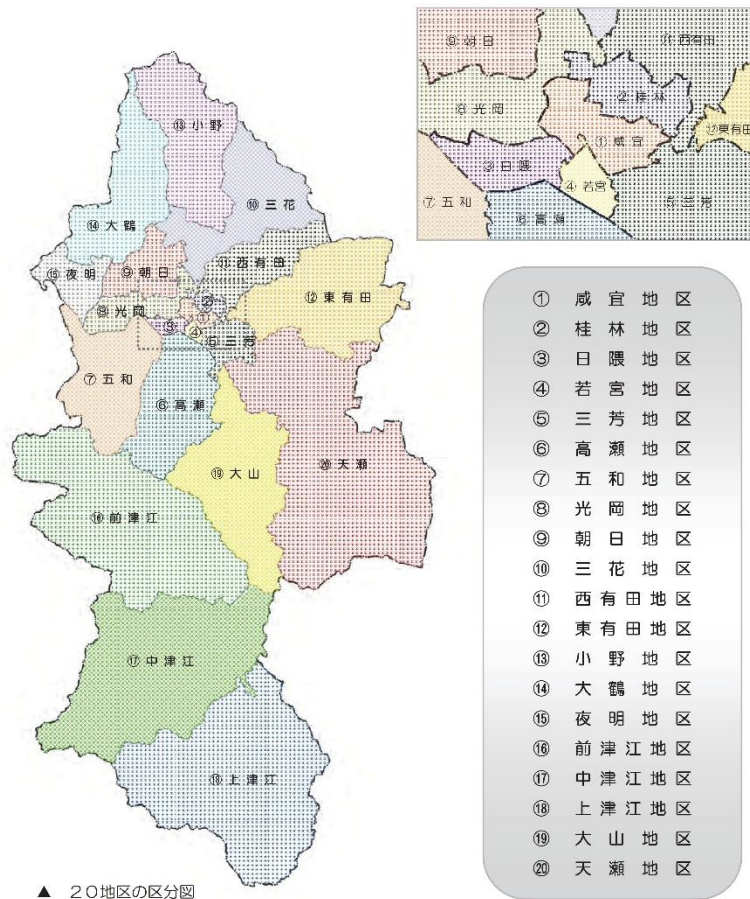 ⑨朝日
⑪西有田
②桂林
⑧光岡
⑫東有田
①咸宜
③日隈
④若宮
⑦五和
⑤三芳
⑥高瀬
⑬小野
⑩三花
⑭大鶴
⑪西有田
⑮夜明
⑨朝日
⑫東有田
②
⑧光岡
①
③
④
⑤三芳
⑦五和
⑥高瀬
⑳天瀬
⑲大山
⑯前津江
⑰中津江
⑱上津江
① 咸宜地区
② 桂林地区
③ 日隈地区
④ 若宮地区
⑤ 三芳地区
⑥ 高瀬地区
⑦ 五和地区
⑧ 光岡地区
⑨ 朝日地区
⑩ 三花地区
⑪ 西有田地区
⑫ 東有田地区
⑬ 小野地区
⑭ 大鶴地区
⑮ 夜明地区
⑯ 前津江地区
⑰ 中津江地区
⑱ 上津江地区
⑲ 大山地区
⑳ 天瀬地区
▲ 20地区の区分図